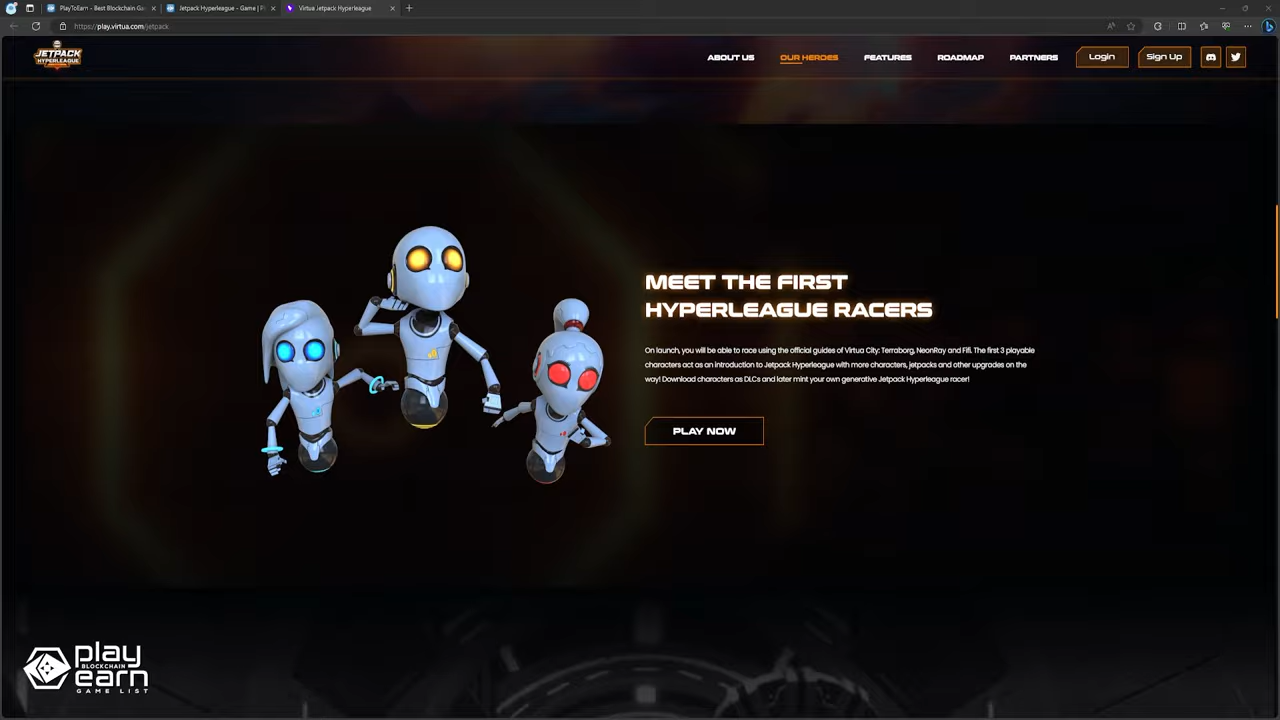 PlayToEarn - Best Blockchain Ga
Jetpack Hyperleague - Game | Pl
Virtua Jetpack Hyperleague
https://play.virtua.com/jetpack
JETPACK
HYPERLEAGUE
ABOUT US
OUR HEROES
FEATURES
ROADMAP
PARTNERS
Login
Sign Up
MEET THE FIRST
HYPERLEAGUE RACERS
On launch, you will be able to race using the official guides of Virtua City: Terraborg, NeonRay and Fifi. The first 3 playable
characters act as an introduction to Jetpack Hyperleague with more characters, jetpacks and other upgrades on the
way! Download characters as DLCs and later mint your own generative Jetpack Hyperleague racer!
PLAY NOW
play
BLOCKCHAIN
earn
GAME LIST